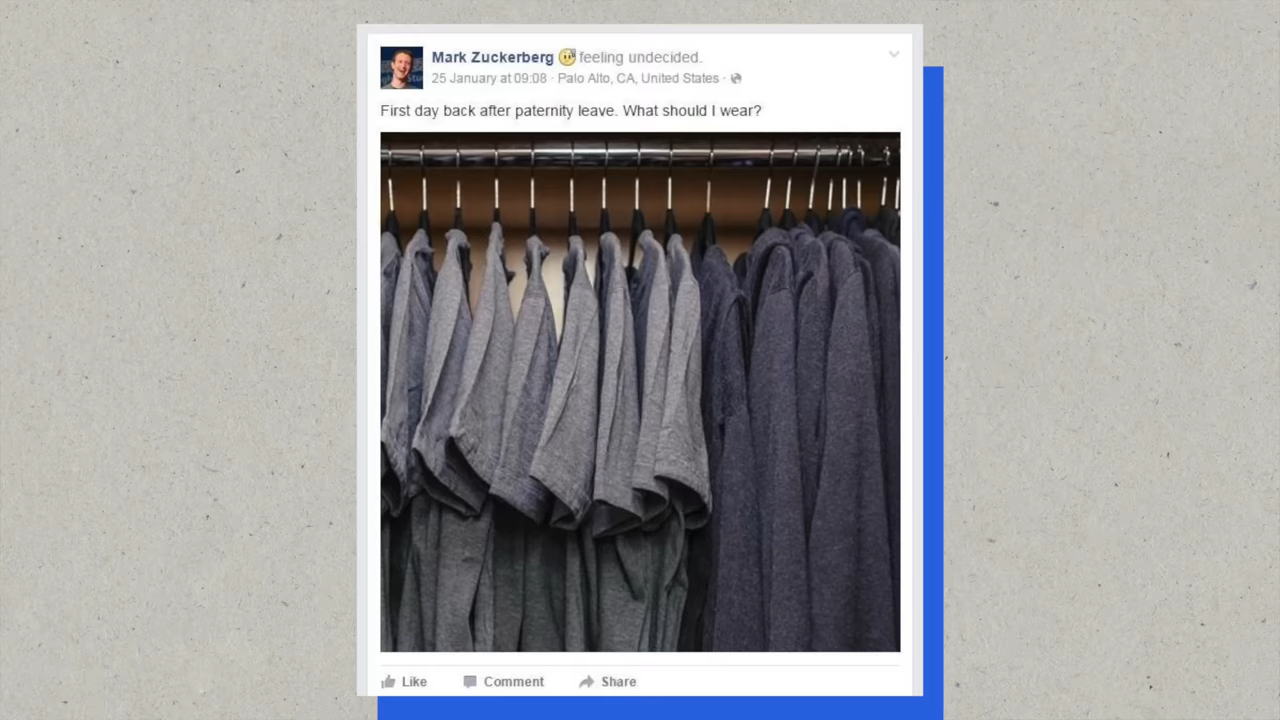 Mark Zuckerberg feeling undecided.
25 January at 09:08 · Palo Alto, CA, United States ·
First day back after paternity leave. What should I wear?
Like Comment Share